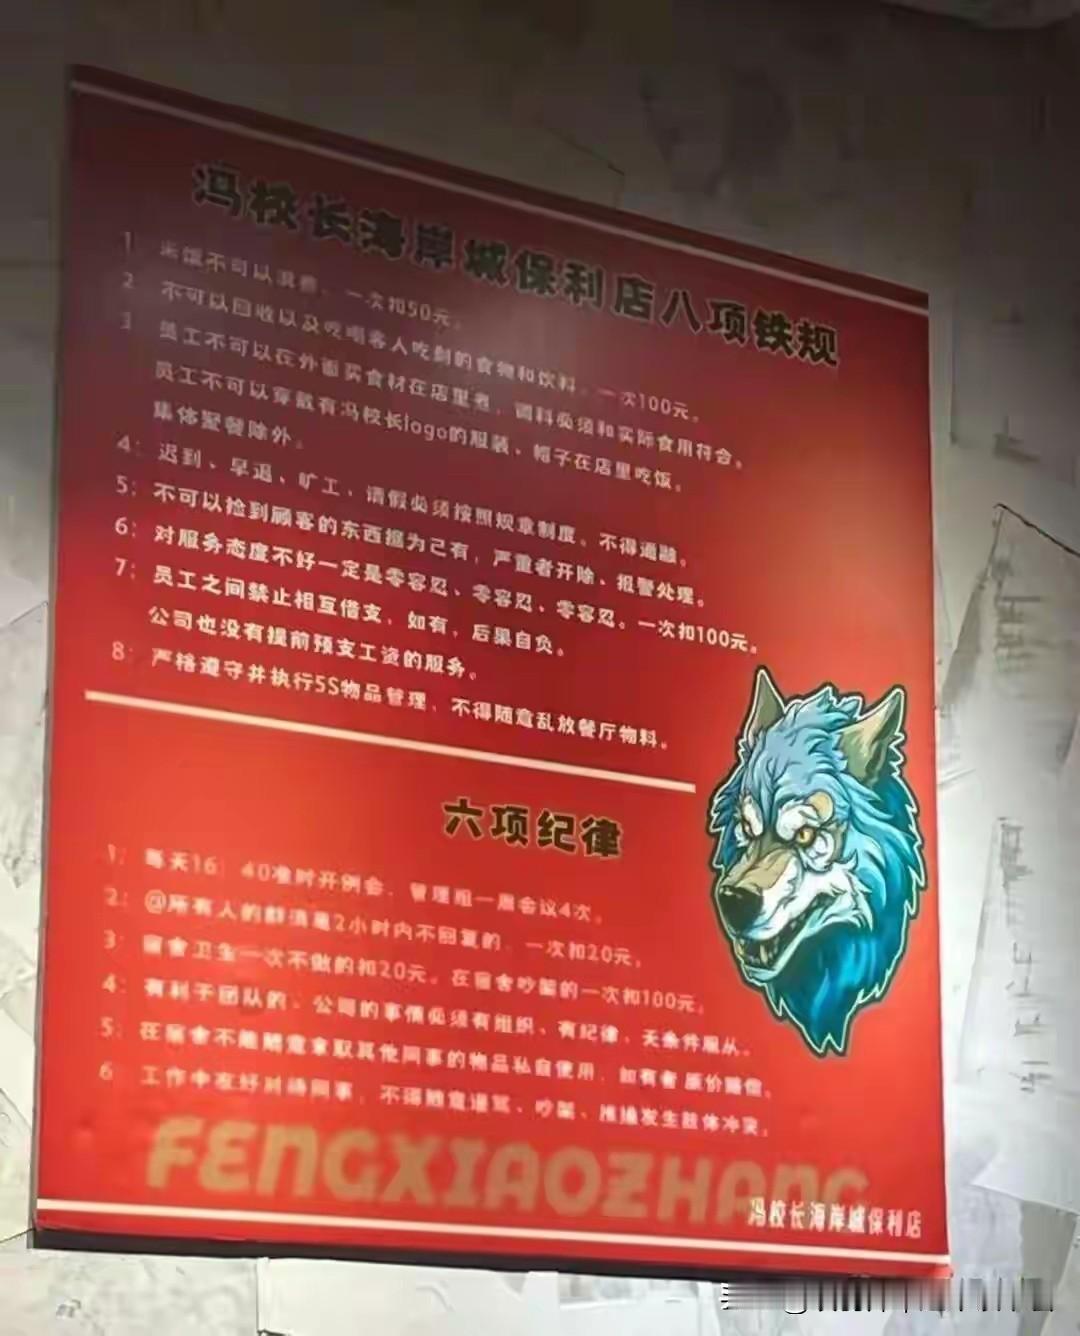 冯校长海岸城保利店八项铁规
1: 米饭不可以浪费，一次扣50元。
2: 不可以回收以及吃喝客人吃剩的食物和饮料，一次100元。
3: 员工不可以在外面买食材在店里煮，调料必须和实际食用符合。
员工不可以穿戴有冯校长logo的服装、帽子在店里吃饭。
集体聚餐除外。
4: 迟到、早退、旷工、请假必须按照规章制度。不得通融。
5: 不可以捡到顾客的东西据为己有，严重者开除、报警处理。
6: 对服务态度不好一定是零容忍、零容忍、零容忍。一次扣100元。
7: 员工之间禁止相互借支，如有，后果自负。
公司也没有提前预支工资的服务。
8: 严格遵守并执行5S物品管理，不得随意乱放餐厅物料。
六项纪律
1: 每天16：40准时开例会，管理组一周会议4次。
2: @所有人的群消息2小时内不回复的，一次扣20元。
3: 宿舍卫生一次不做的扣20元。在宿舍吵架的一次扣100元。
4: 有利于团队的、公司的事情必须有组织、有纪律、无条件服从。
5: 在宿舍不能随意拿取其他同事的物品私自使用，如有者 原价赔偿。
6 工作中友好对待同事，不得随意谩骂、吵架、推搡发生肢体冲突。
FENGXIAOZHANG
冯校长海岸城保利店